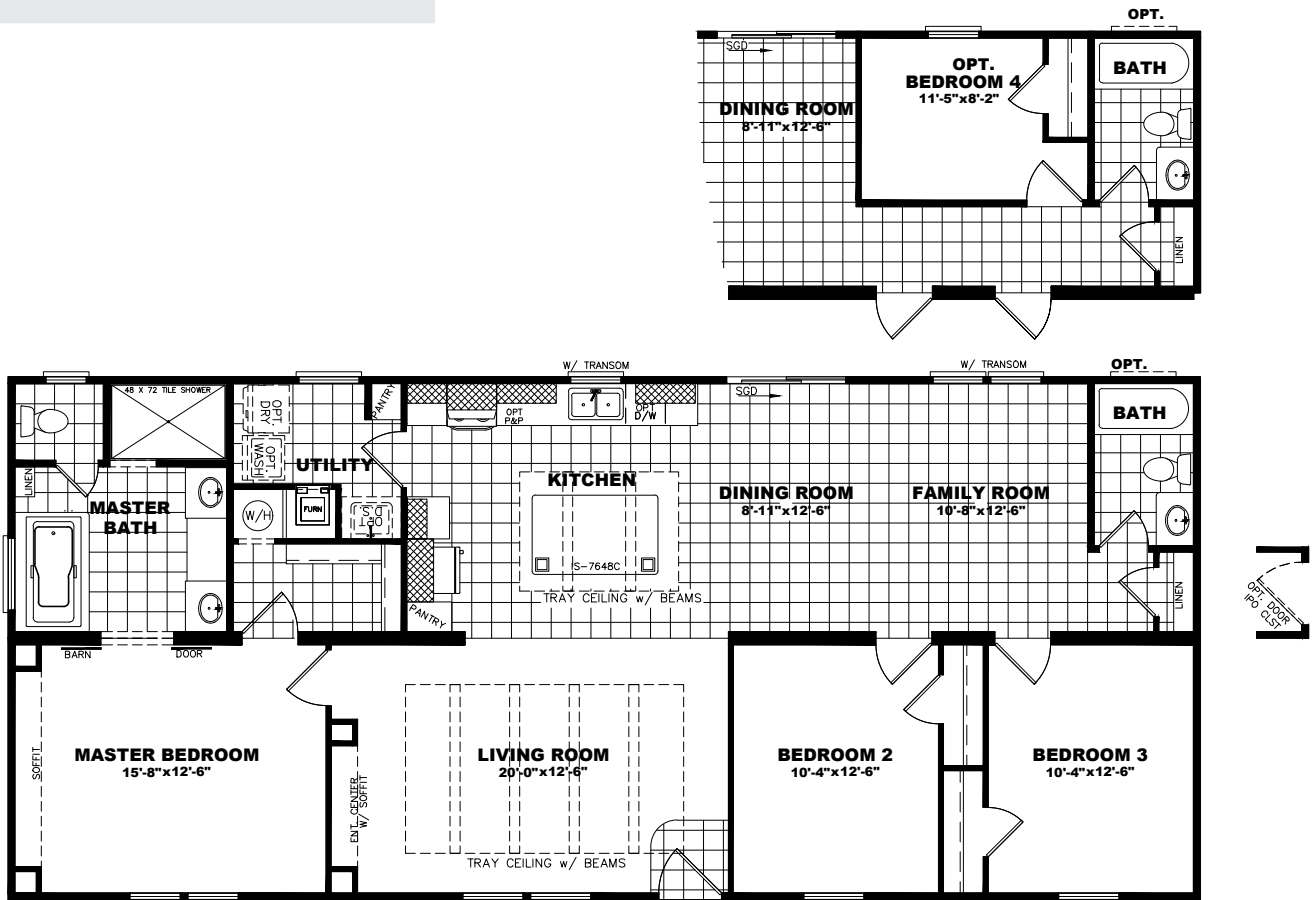 OPT.
SGD
OPT.
BEDROOM 4
11'-5"x8'-2"
BATH
DINING ROOM
8'-11"x12'-6"
LINEN
W/ TRANSOM
W/ TRANSOM
OPT.
48 X 72 TILE SHOWER
OPT.
DRY
PANTRY
OPT
P&P
OPT
D/W
SGD
BATH
OPT.
WASH
UTILITY
LINEN
KITCHEN
MASTER
BATH
W/H
FURN
OPT
D.S.
DINING ROOM
8'-11"x12'-6"
FAMILY ROOM
10'-8"x12'-6"
S-7648C
TRAY CEILING w/ BEAMS
PANTRY
LINEN
OPT. DOOR
IPO CLST
BARN
DOOR
SOFFIT
MASTER BEDROOM
15'-8"x12'-6"
ENT. CENTER
W/ SOFFIT
LIVING ROOM
20'-0"x12'-6"
BEDROOM 2
10'-4"x12'-6"
BEDROOM 3
10'-4"x12'-6"
TRAY CEILING w/ BEAMS